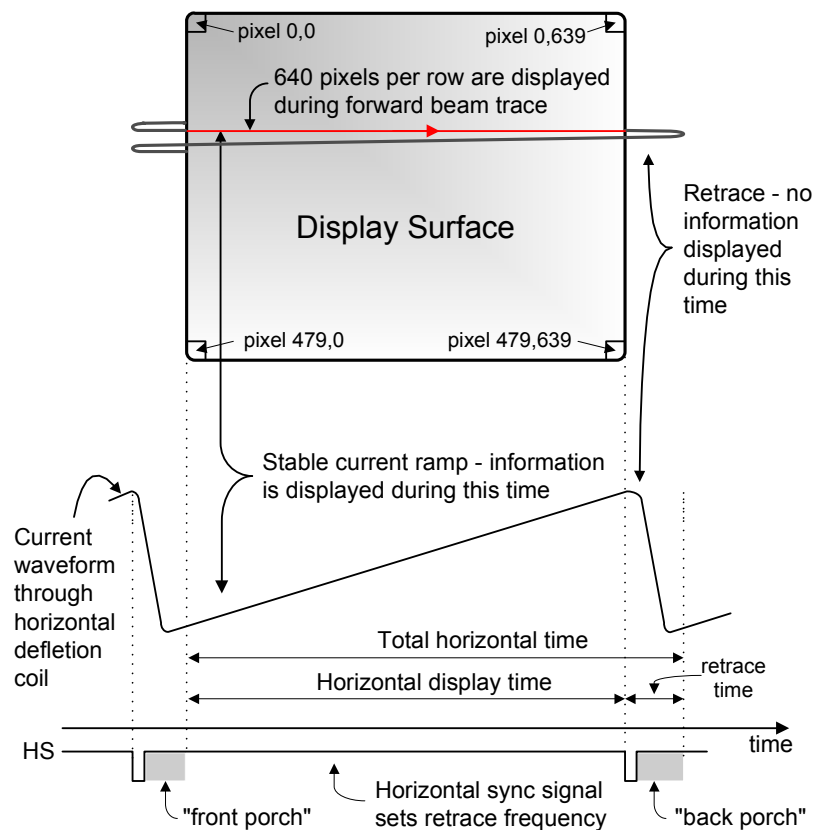 pixel 0,0
pixel 0,639
640 pixels per row are displayed
during forward beam trace
Retrace - no
information
displayed
during this
time
Display Surface
pixel 479,0
pixel 479,639
Stable current ramp - information
is displayed during this time
Current
waveform
through
horizontal
defletion
coil
Total horizontal time
Horizontal display time
retrace
time
time
HS
"front porch"
Horizontal sync signal
sets retrace frequency
"back porch"